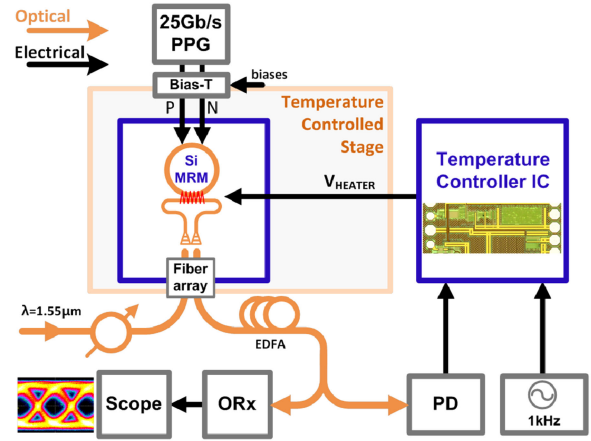 Optical
Electrical
25Gb/s
PPG
Bias-T
biases
P
N
Temperature
Controlled
Stage
Si
MRM
VHEATER
Temperature
Controller IC
Fiber
array
λ=1.55μm
EDFA
Scope
ORx
PD
1kHz